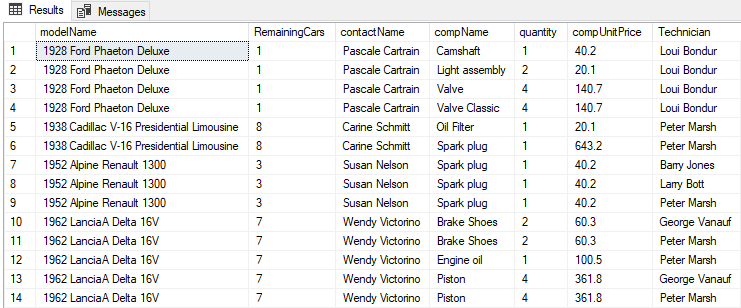 Results Messages
modelName RemainingCars contactName compName quantity compUnitPrice Technician
1 1928 Ford Phaeton Deluxe 1 Pascale Cartrain Camshaft 1 40.2 Loui Bondur
2 1928 Ford Phaeton Deluxe 1 Pascale Cartrain Light assembly 2 20.1 Loui Bondur
3 1928 Ford Phaeton Deluxe 1 Pascale Cartrain Valve 4 140.7 Loui Bondur
4 1928 Ford Phaeton Deluxe 1 Pascale Cartrain Valve Classic 4 140.7 Loui Bondur
5 1938 Cadillac V-16 Presidential Limousine 8 Carine Schmitt Oil Filter 1 20.1 Peter Marsh
6 1938 Cadillac V-16 Presidential Limousine 8 Carine Schmitt Spark plug 1 643.2 Peter Marsh
7 1952 Alpine Renault 1300 3 Susan Nelson Spark plug 1 40.2 Barry Jones
8 1952 Alpine Renault 1300 3 Susan Nelson Spark plug 1 40.2 Larry Bott
9 1952 Alpine Renault 1300 3 Susan Nelson Spark plug 1 40.2 Peter Marsh
10 1962 LanciaA Delta 16V 7 Wendy Victorino Brake Shoes 2 60.3 George Vanauf
11 1962 LanciaA Delta 16V 7 Wendy Victorino Brake Shoes 2 60.3 Peter Marsh
12 1962 LanciaA Delta 16V 7 Wendy Victorino Engine oil 1 100.5 Peter Marsh
13 1962 LanciaA Delta 16V 7 Wendy Victorino Piston 4 361.8 George Vanauf
14 1962 LanciaA Delta 16V 7 Wendy Victorino Piston 4 361.8 Peter Marsh